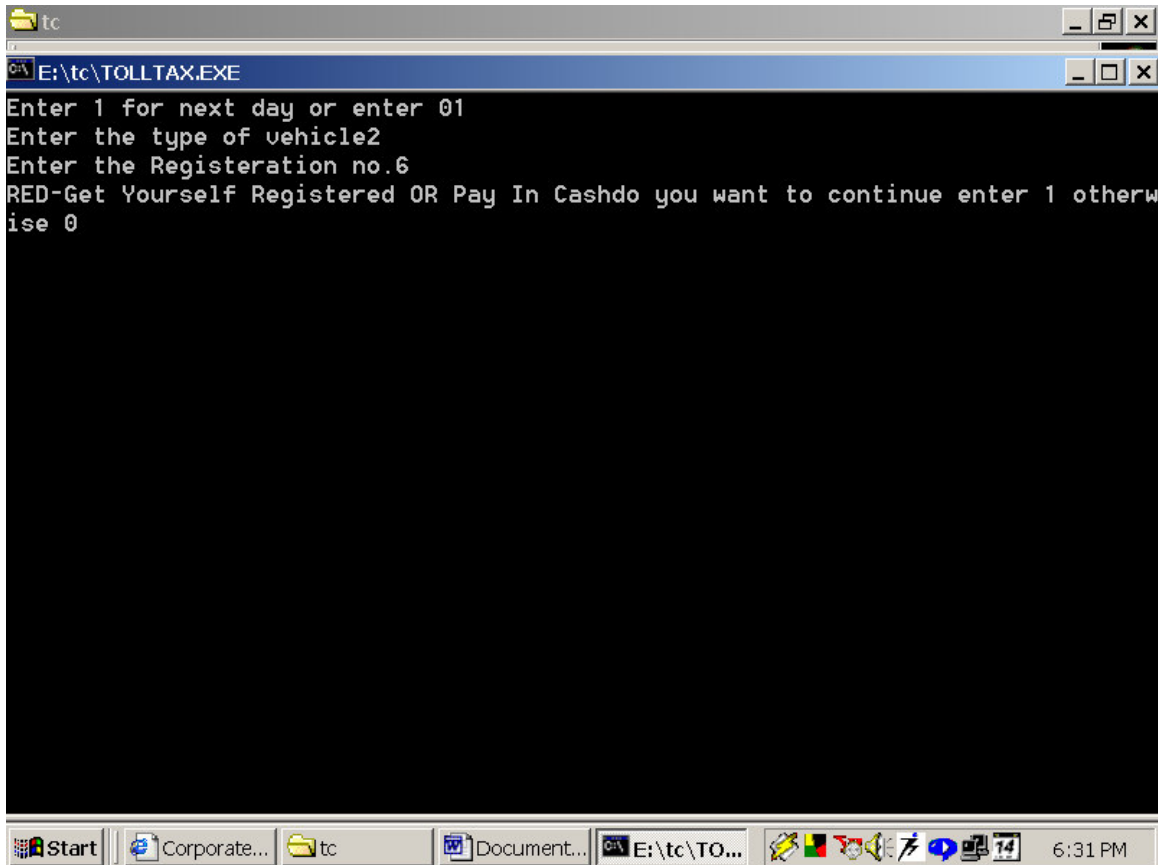 tc
E:\tc\TOLLTAX.EXE
Enter 1 for next day or enter 01
Enter the type of vehicle2
Enter the Registeration no.6
RED-Get Yourself Registered OR Pay In Cashdo you want to continue enter 1 otherw
ise 0
Start Corporate... tc Document... E:\tc\TO... 14 6:31 PM